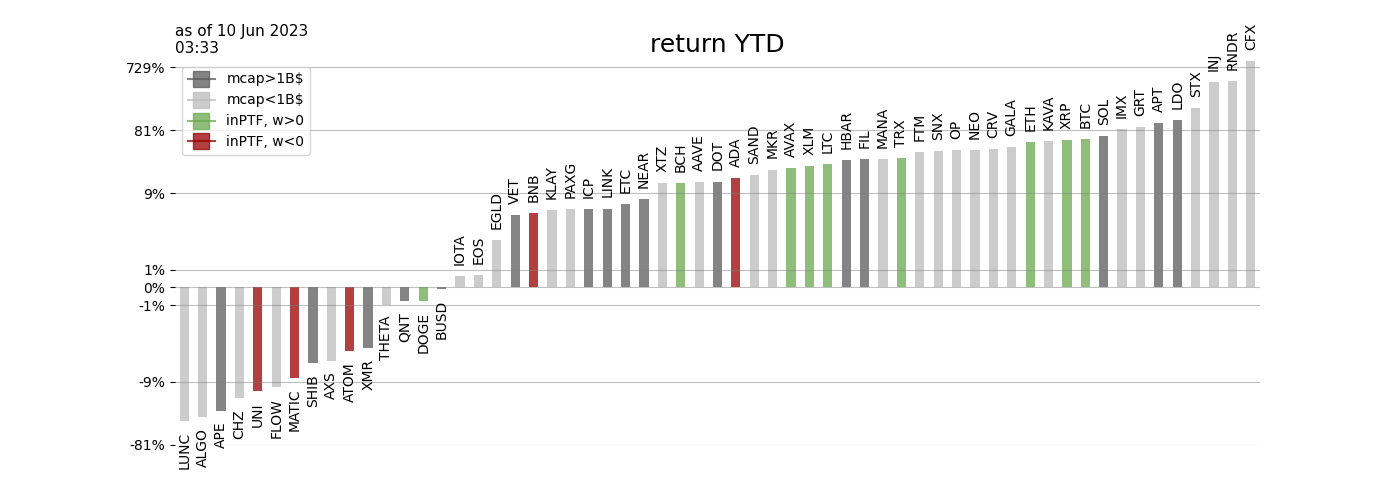 as of 10 Jun 2023
03:33
return YTD
mcap>1B$
mcap<1B$
inPTF, w>0
inPTF, w<0
729%
81%
9%
1%
0%
-1%
-9%
-81%
LUNC
ALGO
APE
CHZ
UNI
FLOW
MATIC
SHIB
AXS
ATOM
XMR
THETA
QNT
DOGE
BUSD
IOTA
EOS
EGLD
VET
BNB
KLAY
PAXG
ICP
LINK
ETC
NEAR
XTZ
BCH
AAVE
DOT
ADA
SAND
MKR
AVAX
XLM
LTC
HBAR
FIL
MANA
TRX
FTM
SNX
OP
NEO
CRV
GALA
ETH
KAVA
XRP
BTC
SOL
IMX
GRT
APT
LDO
STX
INJ
RNDR
CFX